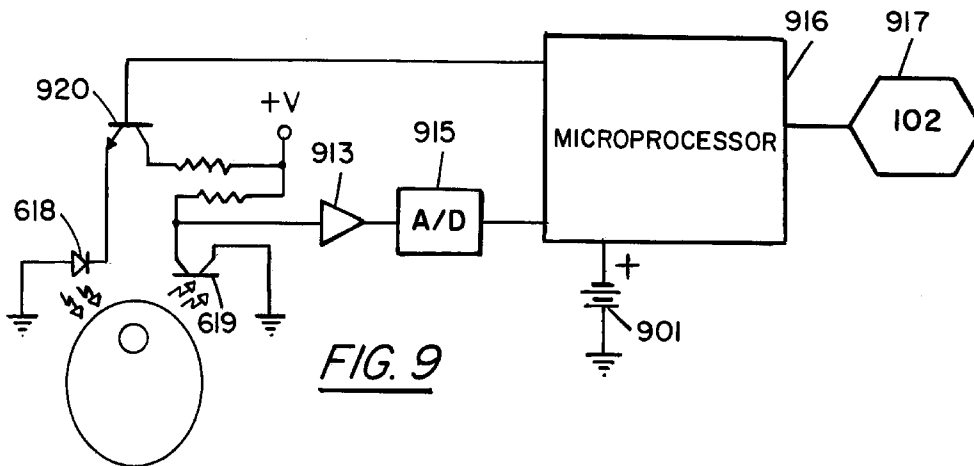 916
917
920
+V
913
915
102
MICROPROCESSOR
618
A/D
+
619
901
FIG. 9